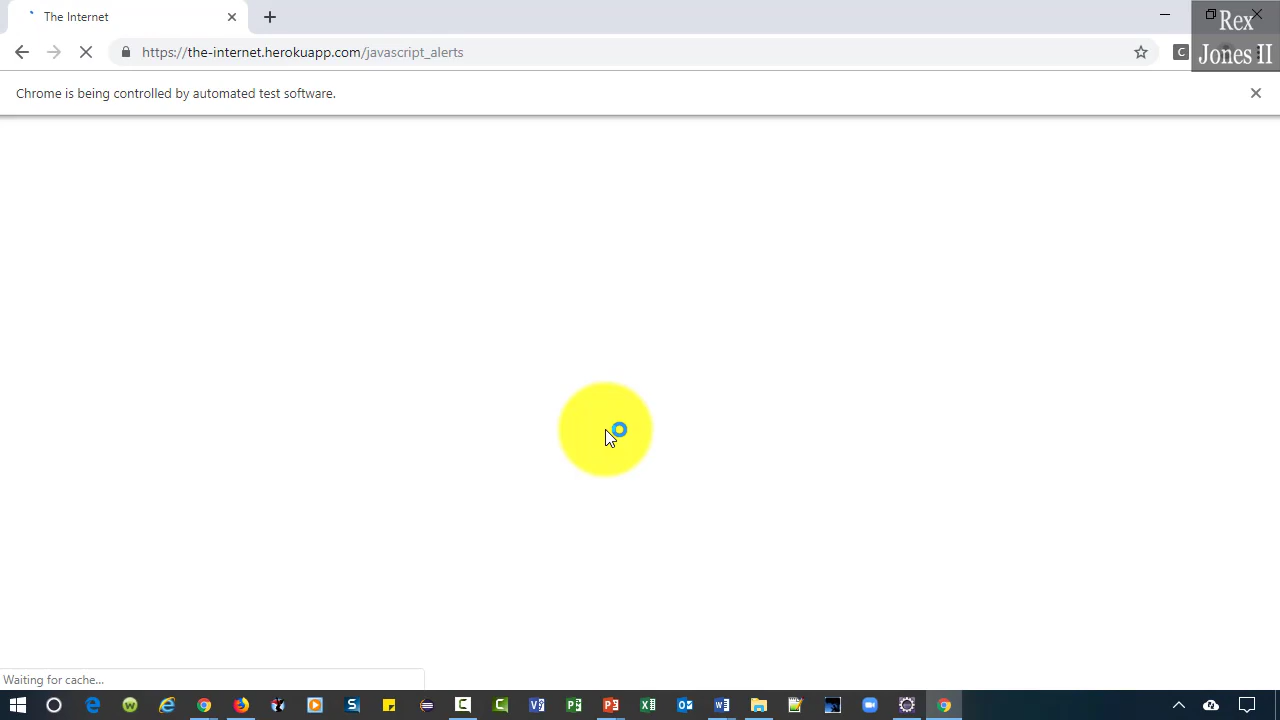 The Internet
Rex
Jones II
https://the-internet.herokuapp.com/javascript_alerts
C
Chrome is being controlled by automated test software.
Waiting for cache...